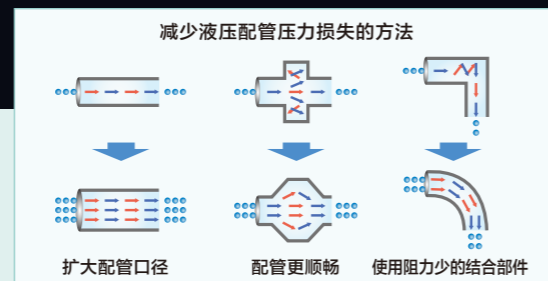 减少液压配管压力损失的方法
扩大配管口径
配管更顺畅
使用阻力少的结合部件